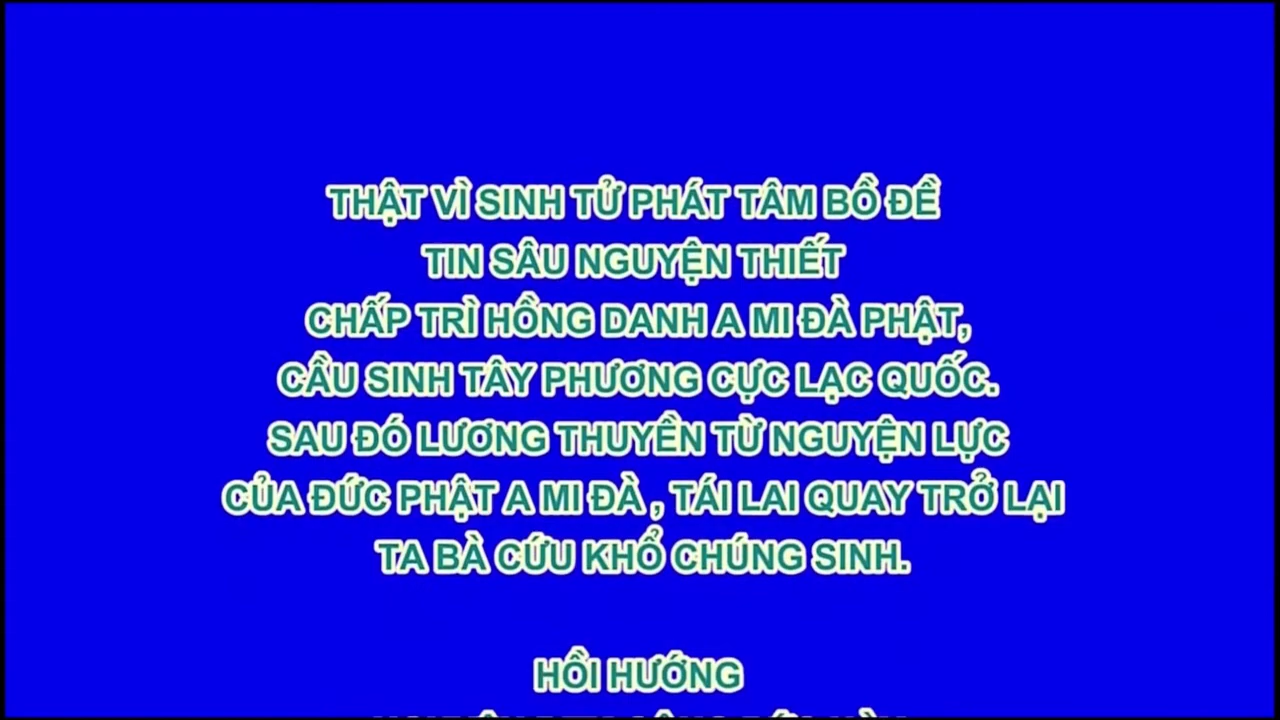 THẬT VÌ SINH TỬ PHÁT TÂM BỒ ĐỀ
TIN SÂU NGUYỆN THIẾT
CHẤP TRÌ HỒNG DANH A MI ĐÀ PHẬT,
CẦU SINH TÂY PHƯƠNG CỰC LẠC QUỐC.
SAU ĐÓ LƯƠNG THUYỀN TỪ NGUYỆN LỰC
CỦA ĐỨC PHẬT A MI ĐÀ , TÁI LAI QUAY TRỞ LẠI
TA BÀ CỨU KHỔ CHÚNG SINH.
HỒI HƯỚNG